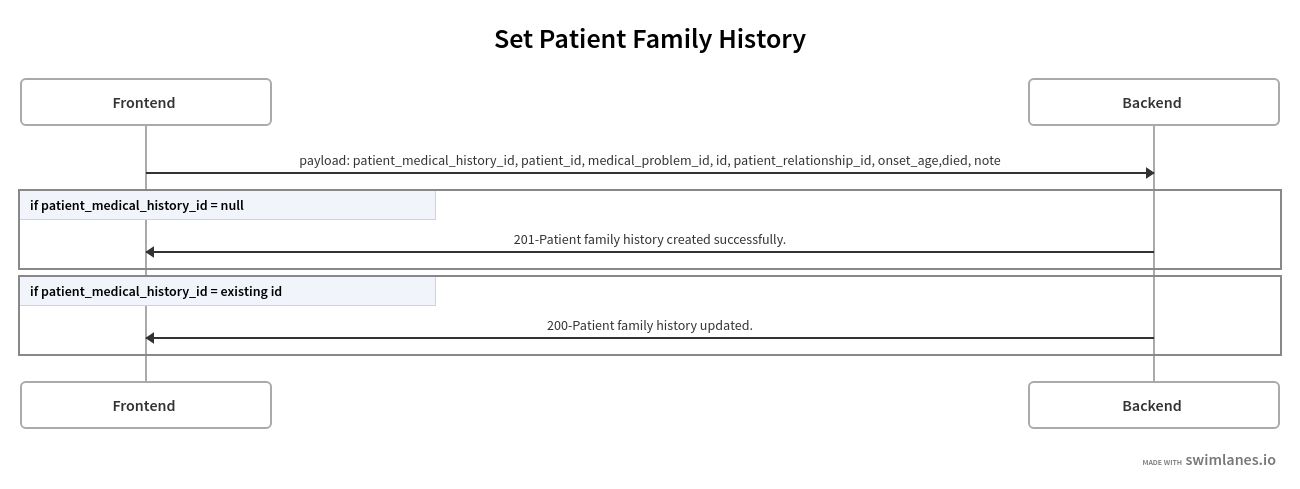 Set Patient Family History
Frontend
Backend
payload: patient_medical_history_id, patient_id, medical_problem_id, id, patient_relationship_id, onset_age,died, note
if patient_medical_history_id = null
201-Patient family history created successfully.
if patient_medical_history_id = existing id
200-Patient family history updated.
Frontend
Backend
MADE WITH swimlanes.io